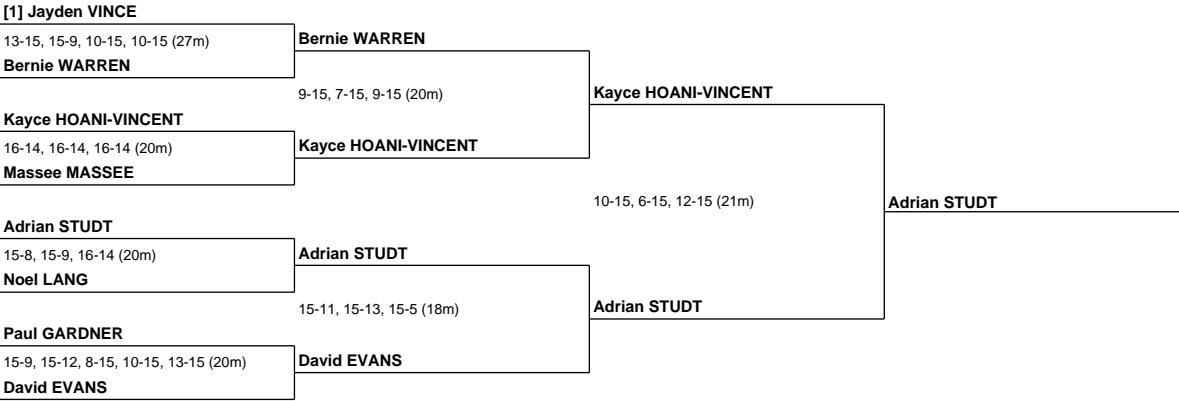 [1] Jayden VINCE
13-15, 15-9, 10-15, 10-15 (27m)
Bernie WARREN
Bernie WARREN
9-15, 7-15, 9-15 (20m)
Kayce HOANI-VINCENT
Kayce HOANI-VINCENT
16-14, 16-14, 16-14 (20m)
Kayce HOANI-VINCENT
Massee MASSEE
10-15, 6-15, 12-15 (21m)
Adrian STUDT
Adrian STUDT
15-8, 15-9, 16-14 (20m)
Adrian STUDT
Noel LANG
15-11, 15-13, 15-5 (18m)
Adrian STUDT
Paul GARDNER
15-9, 15-12, 8-15, 10-15, 13-15 (20m)
David EVANS
David EVANS